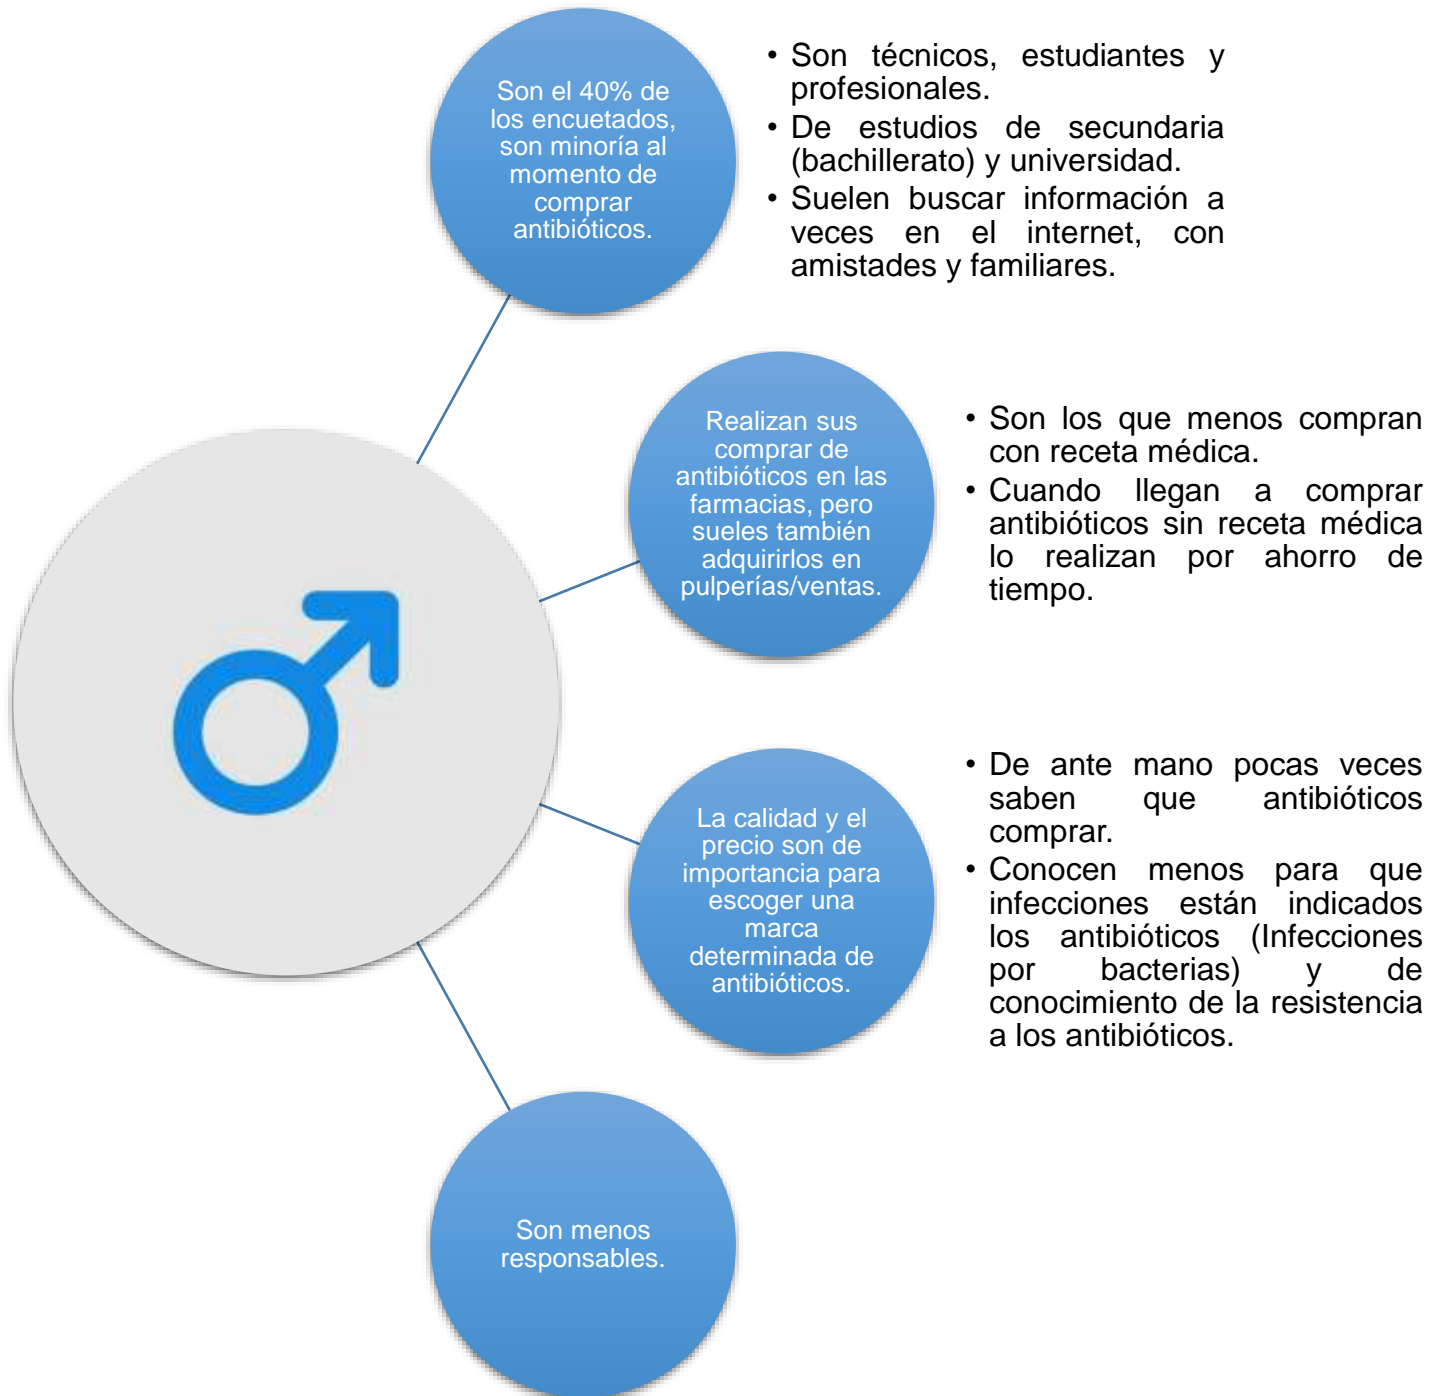 Son el 40% de
los encuetados,
son minoría al
momento de
comprar
antibióticos.
• Son técnicos, estudiantes y
profesionales.
• De estudios de secundaria
(bachillerato) y universidad.
• Suelen buscar información a
veces en el internet, con
amistades y familiares.
Realizan sus
comprar de
antibióticos en las
farmacias, pero
sueles también
adquirirlos en
pulperías/ventas.
• Son los que menos compran
con receta médica.
• Cuando llegan a comprar
antibióticos sin receta médica
lo realizan por ahorro de
tiempo.
La calidad y el
precio son de
importancia para
escoger una
marca
determinada de
antibióticos.
• De ante mano pocas veces
saben que antibióticos
comprar.
• Conocen menos para que
infecciones están indicados
los antibióticos (Infecciones
por bacterias) y de
conocimiento de la resistencia
a los antibióticos.
Son menos
responsables.